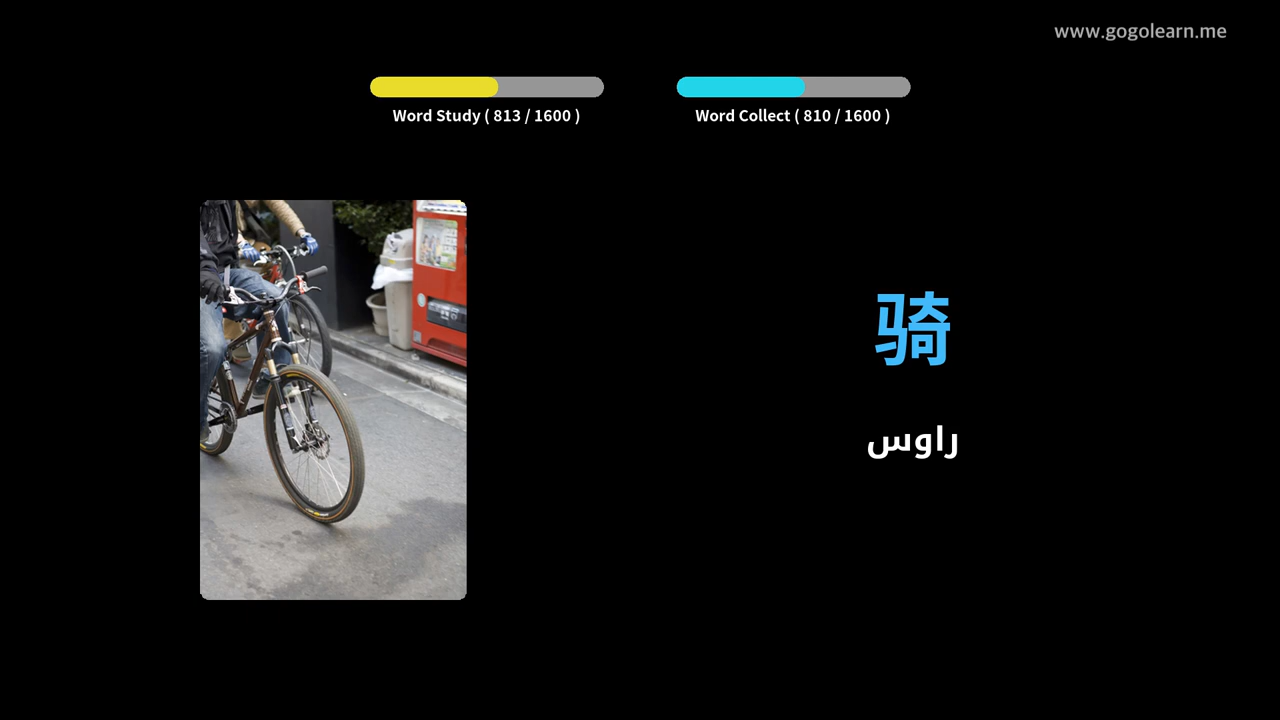 www.gogolearn.me
Word Study ( 813 / 1600 )
Word Collect ( 810 / 1600 )
骑
راوس